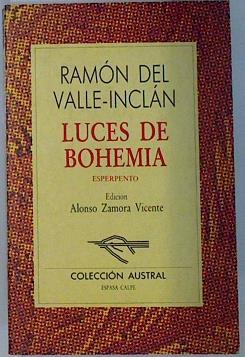 RAMÓN DEL
VALLE-INCLÁN
LUCES DE
BOHEMIA
ESPERPENTO
Edición
Alonso Zamora Vicente
COLECCIÓN AUSTRAL
ESPASA CALPE